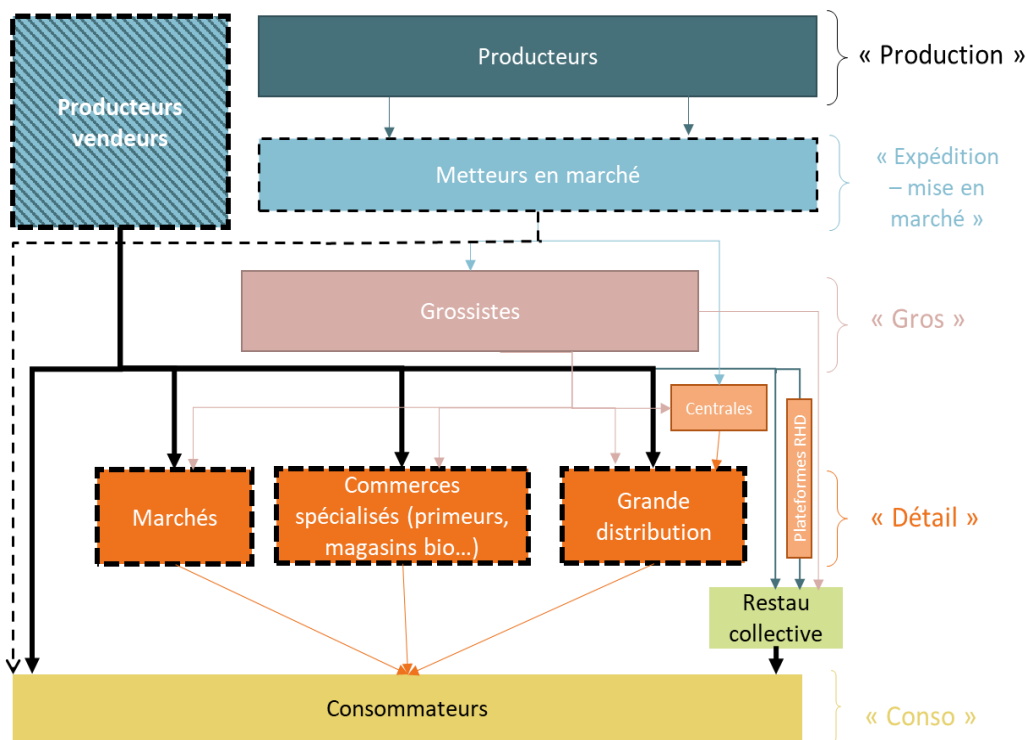 Producteurs
vendeurs
Producteurs
« Production »
Metteurs en marché
« Expédition
– mise en
marché »
Grossistes
« Gros »
Centrales
Plateformes RHD
Marchés
Commerces
spécialisés (primeurs,
magasins bio…)
Grande
distribution
« Détail »
Restau
collective
Consommateurs
« Conso »